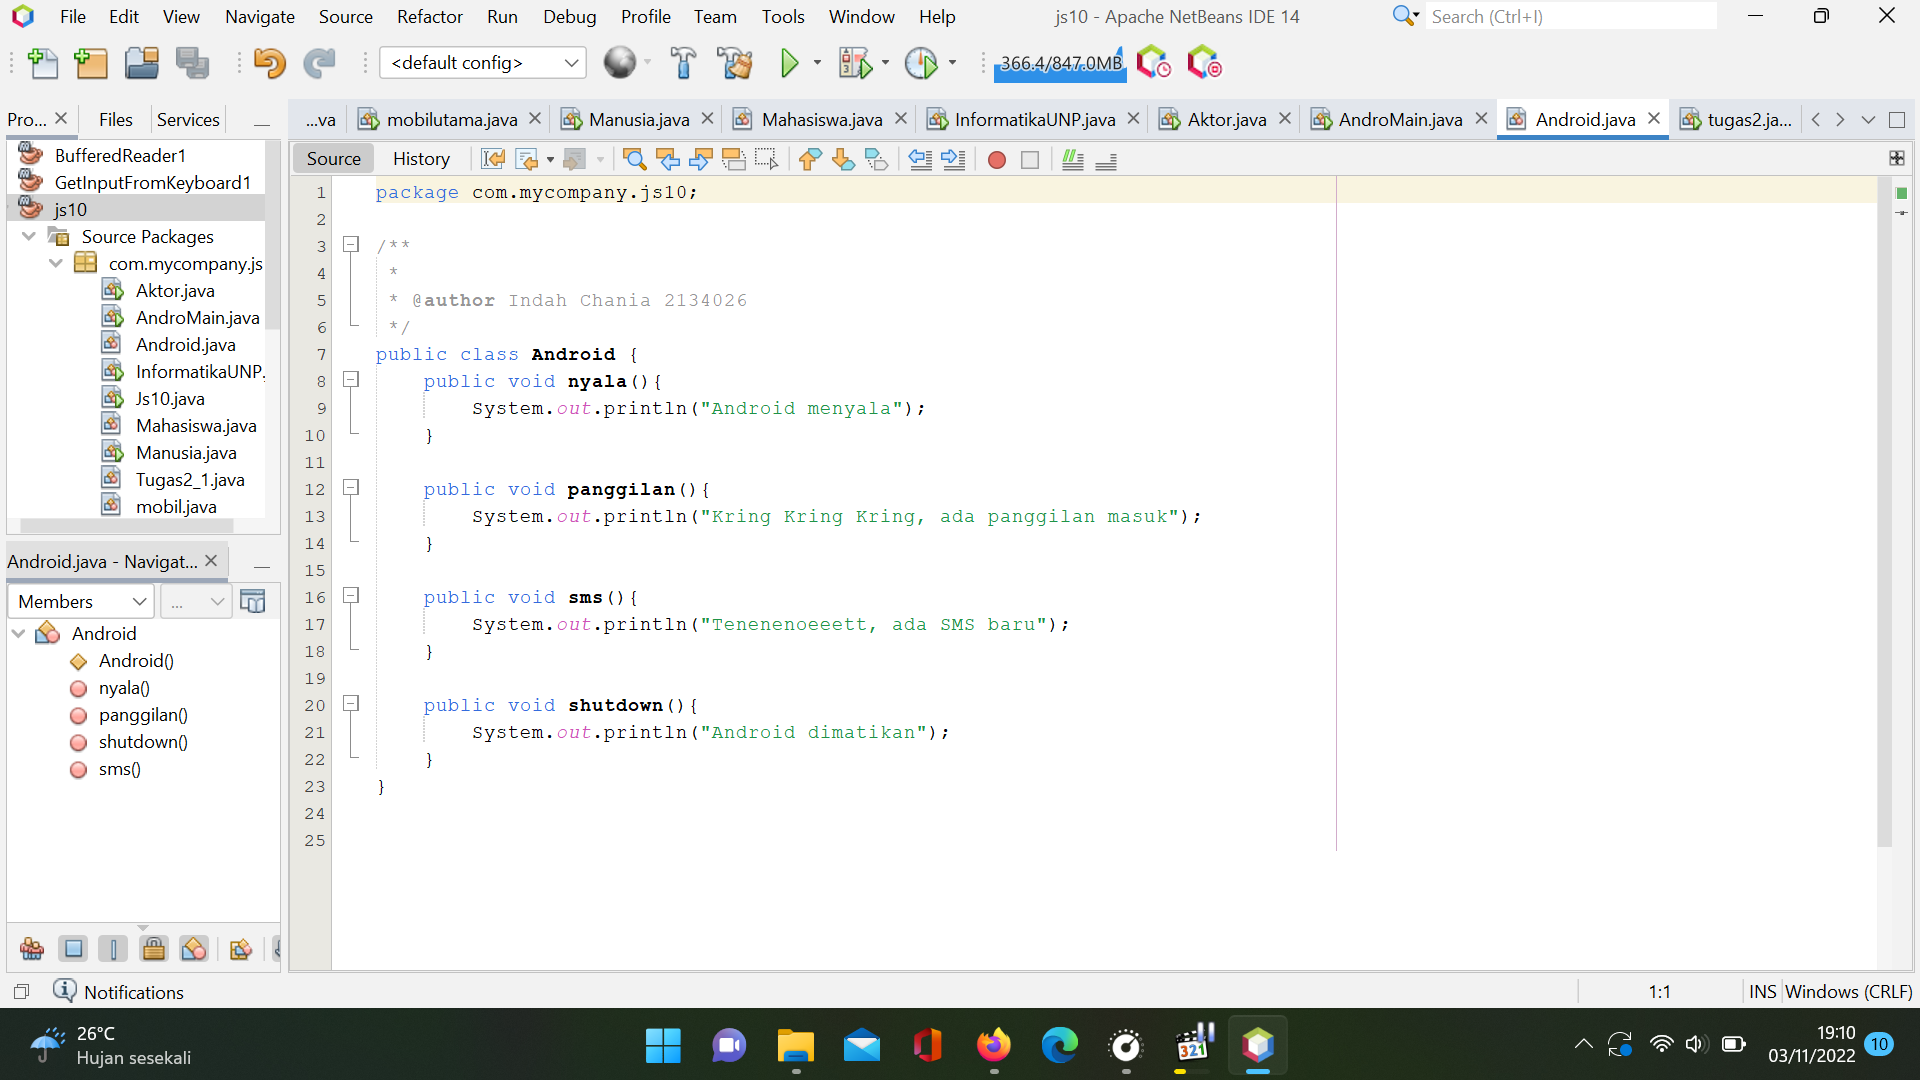 File Edit View Navigate Source Refactor Run Debug Profile Team Tools Window Help
js10 - Apache NetBeans IDE 14
Search (Ctrl+I)
<default config>
366.4/847.0MB
Pro... Files Services
...va mobilutama.java Manusia.java Mahasiswa.java InformatikaUNP.java Aktor.java AndroMain.java Android.java tugas2.ja...
Source History
BufferedReader1
GetInputFromKeyboard1
js10
Source Packages
com.mycompany.js
Aktor.java
AndroMain.java
Android.java
InformatikaUNP.
Js10.java
Mahasiswa.java
Manusia.java
Tugas2_1.java
mobil.java
Android.java - Navigat...
Members ...
Android
Android()
nyala()
panggilan()
shutdown()
sms()
1 package com.mycompany.js10;
2
3 /**
4 *
5 * @author Indah Chania 2134026
6 */
7 public class Android {
8 public void nyala(){
9 System.out.println("Android menyala");
10 }
11
12 public void panggilan(){
13 System.out.println("Kring Kring Kring, ada panggilan masuk");
14 }
15
16 public void sms(){
17 System.out.println("Tenenenoeeett, ada SMS baru");
18 }
19
20 public void shutdown(){
21 System.out.println("Android dimatikan");
22 }
23 }
24
25
Notifications
1:1 INS Windows (CRLF)
26°C
Hujan sesekali
321
19:10
03/11/2022
10